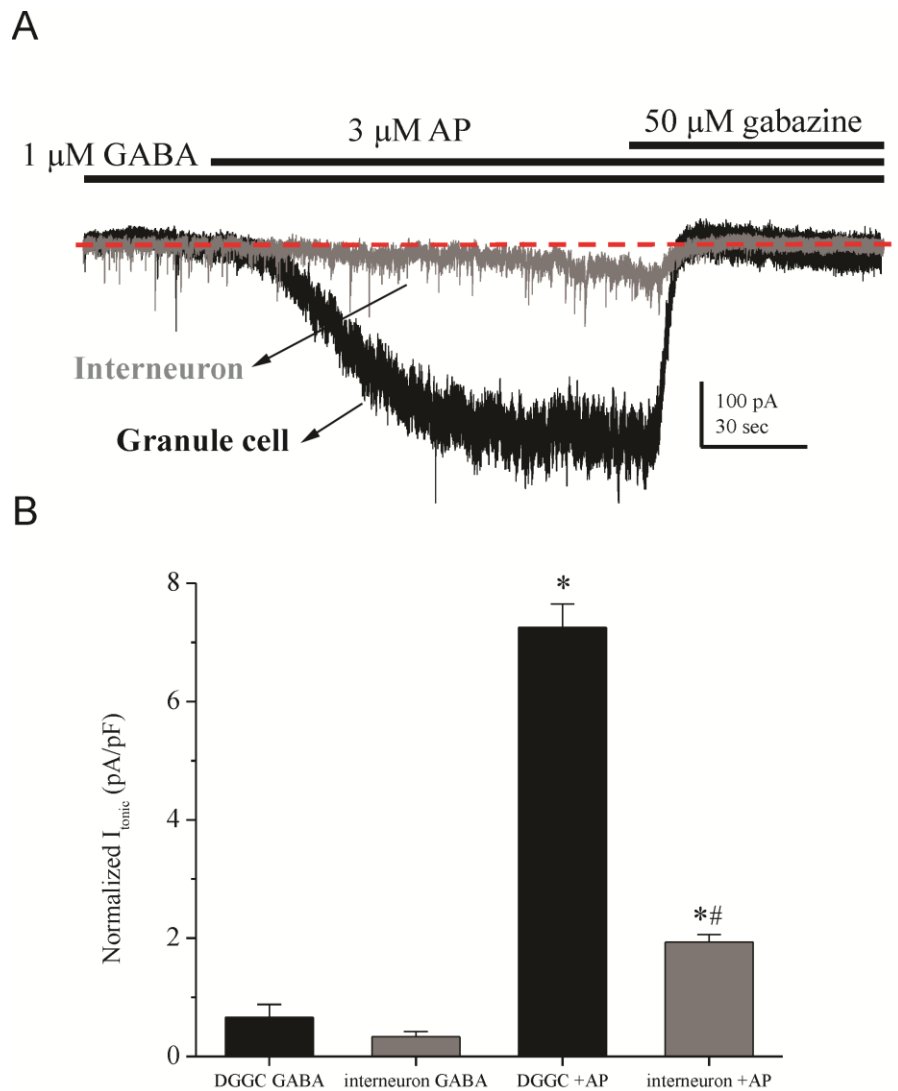 A
50 μM gabazine
3 μM AP
1 μM GABA
Interneuron
Granule cell
100 pA
30 sec
B
8
6
4
2
0
Normalized Itonic (pA/pF)
*
*#
DGGC GABA
interneuron GABA
DGGC +AP
interneuron +AP